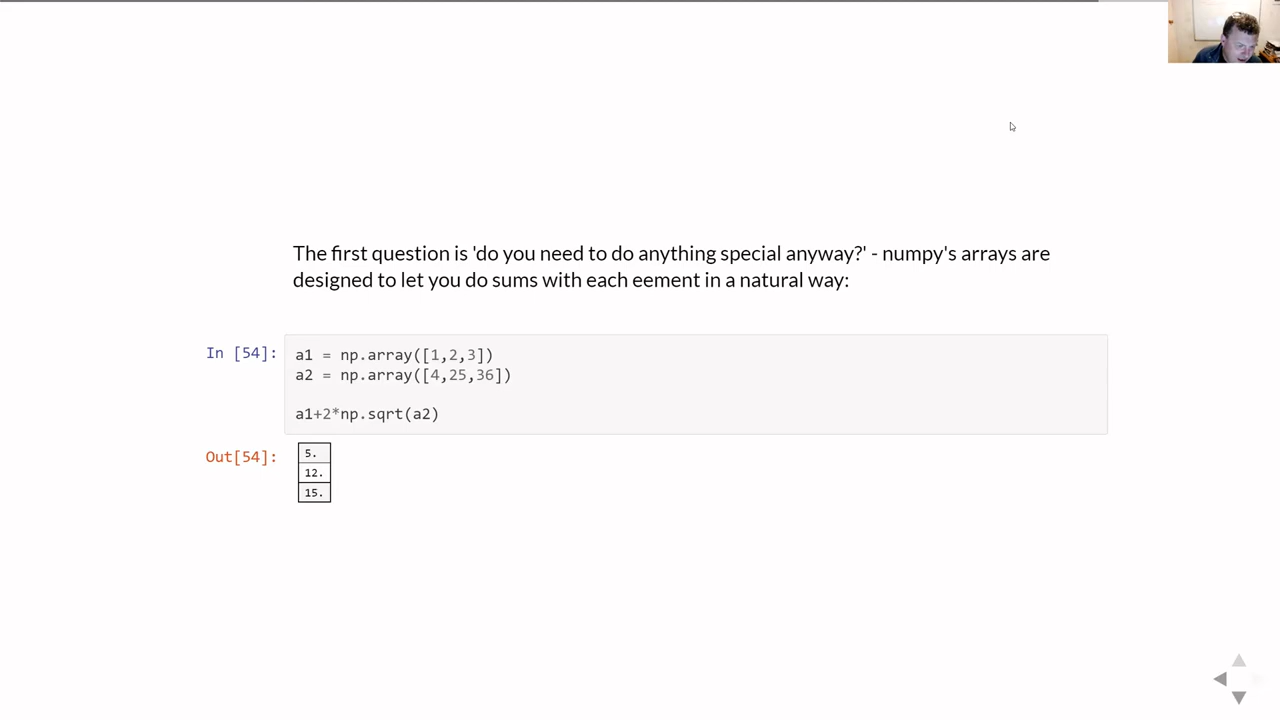 The first question is 'do you need to do anything special anyway?' - numpy's arrays are
designed to let you do sums with each eement in a natural way:
In [54]:
a1 = np.array([1,2,3])
a2 = np.array([4,25,36])
a1+2*np.sqrt(a2)
Out[54]:
5.
12.
15.